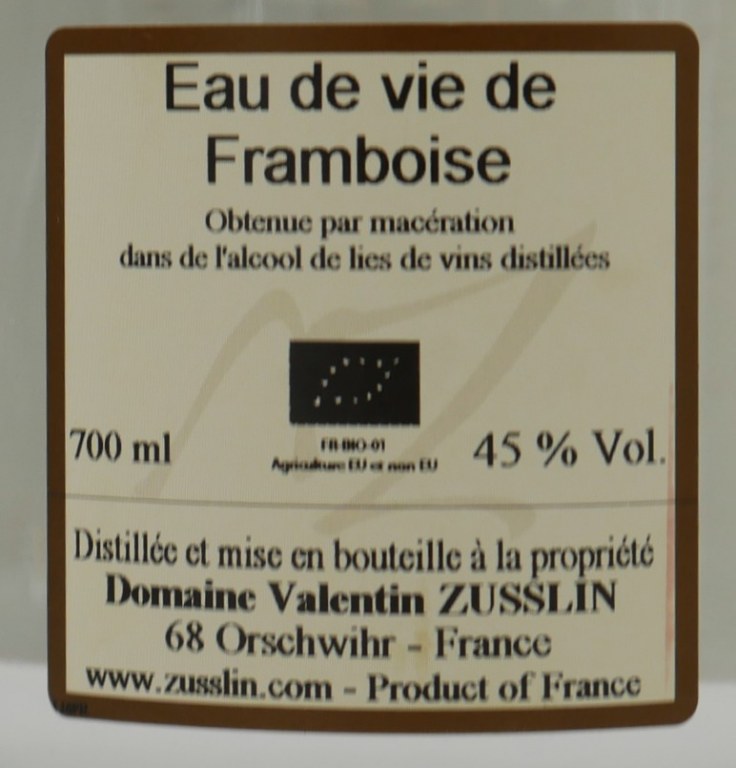 Eau de vie de
Framboise
Obtenue par macération
dans de l'alcool de lies de vins distillées
700 ml
FR-BIO-01
Agriculture EU et non EU
45 % Vol.
Distillée et mise en bouteille à la propriété
Domaine Valentin ZUSSLIN
68 Orschwihr - France
www.zusslin.com - Product of France